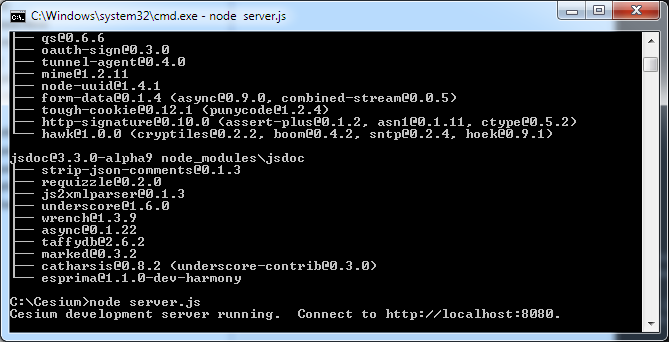 C:\Windows\system32\cmd.exe - node  server.js
├── qs@0.6.6
├── oauth-sign@0.3.0
├── tunnel-agent@0.4.0
├── mime@1.2.11
├── node-uuid@1.4.1
├── form-data@0.1.4 (async@0.9.0, combined-stream@0.0.5)
├── tough-cookie@0.12.1 (punycode@1.2.4)
├── http-signature@0.10.0 (assert-plus@0.1.2, asn1@0.1.11, ctype@0.5.2)
└── hawk@1.0.0 (cryptiles@0.2.2, boom@0.4.2, sntp@0.2.4, hoek@0.9.1)
jsdoc@3.3.0-alpha9 node_modules\jsdoc
├── strip-json-comments@0.1.3
├── requizzle@0.2.0
├── js2xmlparser@0.1.3
├── underscore@1.6.0
├── wrench@1.3.9
├── async@0.1.22
├── taffydb@2.6.2
├── marked@0.3.2
├── catharsis@0.8.2 (underscore-contrib@0.3.0)
└── esprima@1.1.0-dev-harmony
C:\Cesium>node server.js
Cesium development server running.  Connect to http://localhost:8080.